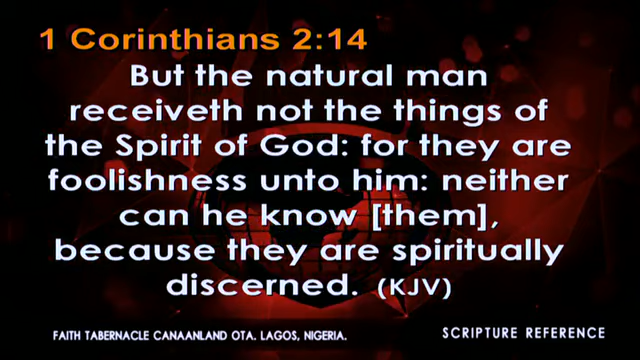 1 Corinthians 2:14
But the natural man
receiveth not the things of
the Spirit of God: for they are
foolishness unto him: neither
can he know [them],
because they are spiritually
discerned. (KJV)
FAITH TABERNACLE CANAANLAND OTA. LAGOS, NIGERIA.
SCRIPTURE REFERENCE